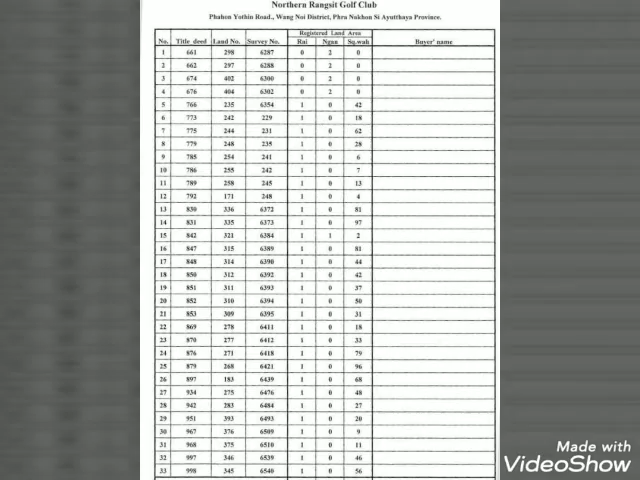 Northern Rangsit Golf Club
Phahon Yothin Road., Wang Noi District, Phra Nakhon Si Ayutthaya Province.
Registered Land Area
No. Title deed Land No. Survey No. Rai Ngan Sq.wah Buyer' name
1 661 298 6287 0 2 0
2 662 297 6288 0 2 0
3 674 402 6300 0 2 0
4 676 404 6302 0 2 0
5 766 235 6354 1 0 42
6 773 242 229 1 0 18
7 775 244 231 1 0 62
8 779 248 235 1 0 28
9 785 254 241 1 0 6
10 786 255 242 1 0 7
11 789 258 245 1 0 13
12 792 171 248 1 0 4
13 830 336 6372 1 0 81
14 831 335 6373 1 0 97
15 842 321 6384 1 1 2
16 847 315 6389 1 0 81
17 848 314 6390 1 0 44
18 850 312 6392 1 0 42
19 851 311 6393 1 0 37
20 852 310 6394 1 0 50
21 853 309 6395 1 0 31
22 869 278 6411 1 0 18
23 870 277 6412 1 0 33
24 876 271 6418 1 0 79
25 879 268 6421 1 0 96
26 897 183 6439 1 0 68
27 934 275 6476 1 0 48
28 942 283 6484 1 0 27
29 951 393 6493 1 0 20
30 967 376 6509 1 0 9
31 968 375 6510 1 0 11
32 997 346 6539 1 0 46
33 998 345 6540 1 0 56
Made with
VideoShow